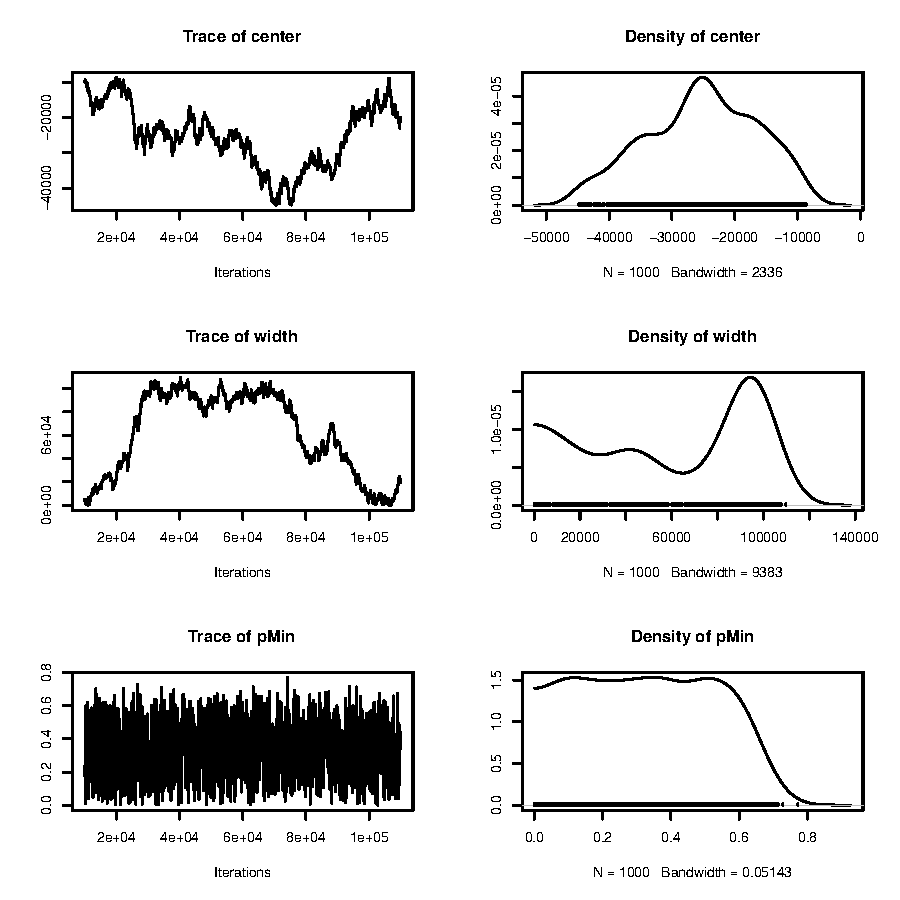 Trace of center
-40000 -20000
2e+04 4e+04 6e+04 8e+04 1e+05
Iterations
Density of center
0e+00 2e-05 4e-05
-50000 -40000 -30000 -20000 -10000 0
N = 1000 Bandwidth = 2336
Trace of width
0e+00 6e+04
2e+04 4e+04 6e+04 8e+04 1e+05
Iterations
Density of width
0.0e+00 1.0e-05
0 20000 60000 100000 140000
N = 1000 Bandwidth = 9383
Trace of pMin
0.0 0.2 0.4 0.6 0.8
2e+04 4e+04 6e+04 8e+04 1e+05
Iterations
Density of pMin
0.0 0.5 1.0 1.5
0.0 0.2 0.4 0.6 0.8
N = 1000 Bandwidth = 0.05143